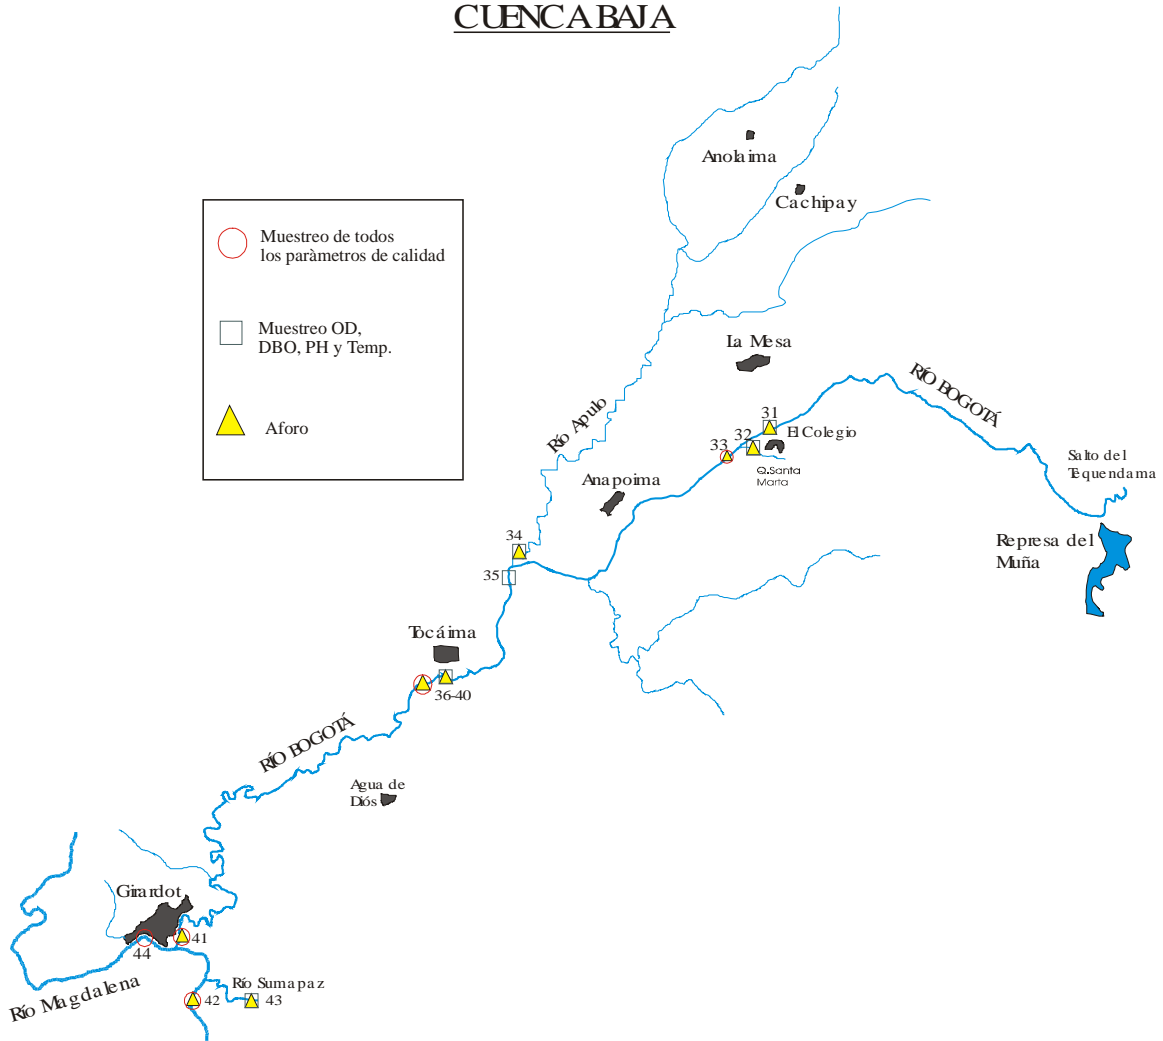 CUENCA BAJA
Anolaima
Cachipay
Muestreo de todos
los paràmetros de calidad
Muestreo OD,
DBO, PH y Temp.
Aforo
La Mesa
RÍO BOGOTÁ
Río Apulo
31
32
El Colegio
33
Q.Santa
Marta
Salto del
Tequendama
Anapoima
Represa del
Muña
34
35
Tocáima
36-40
RÍO BOGOTÁ
Agua de
Diós
Girardot
41
44
Río Magdalena
Río Sumapaz
42
43